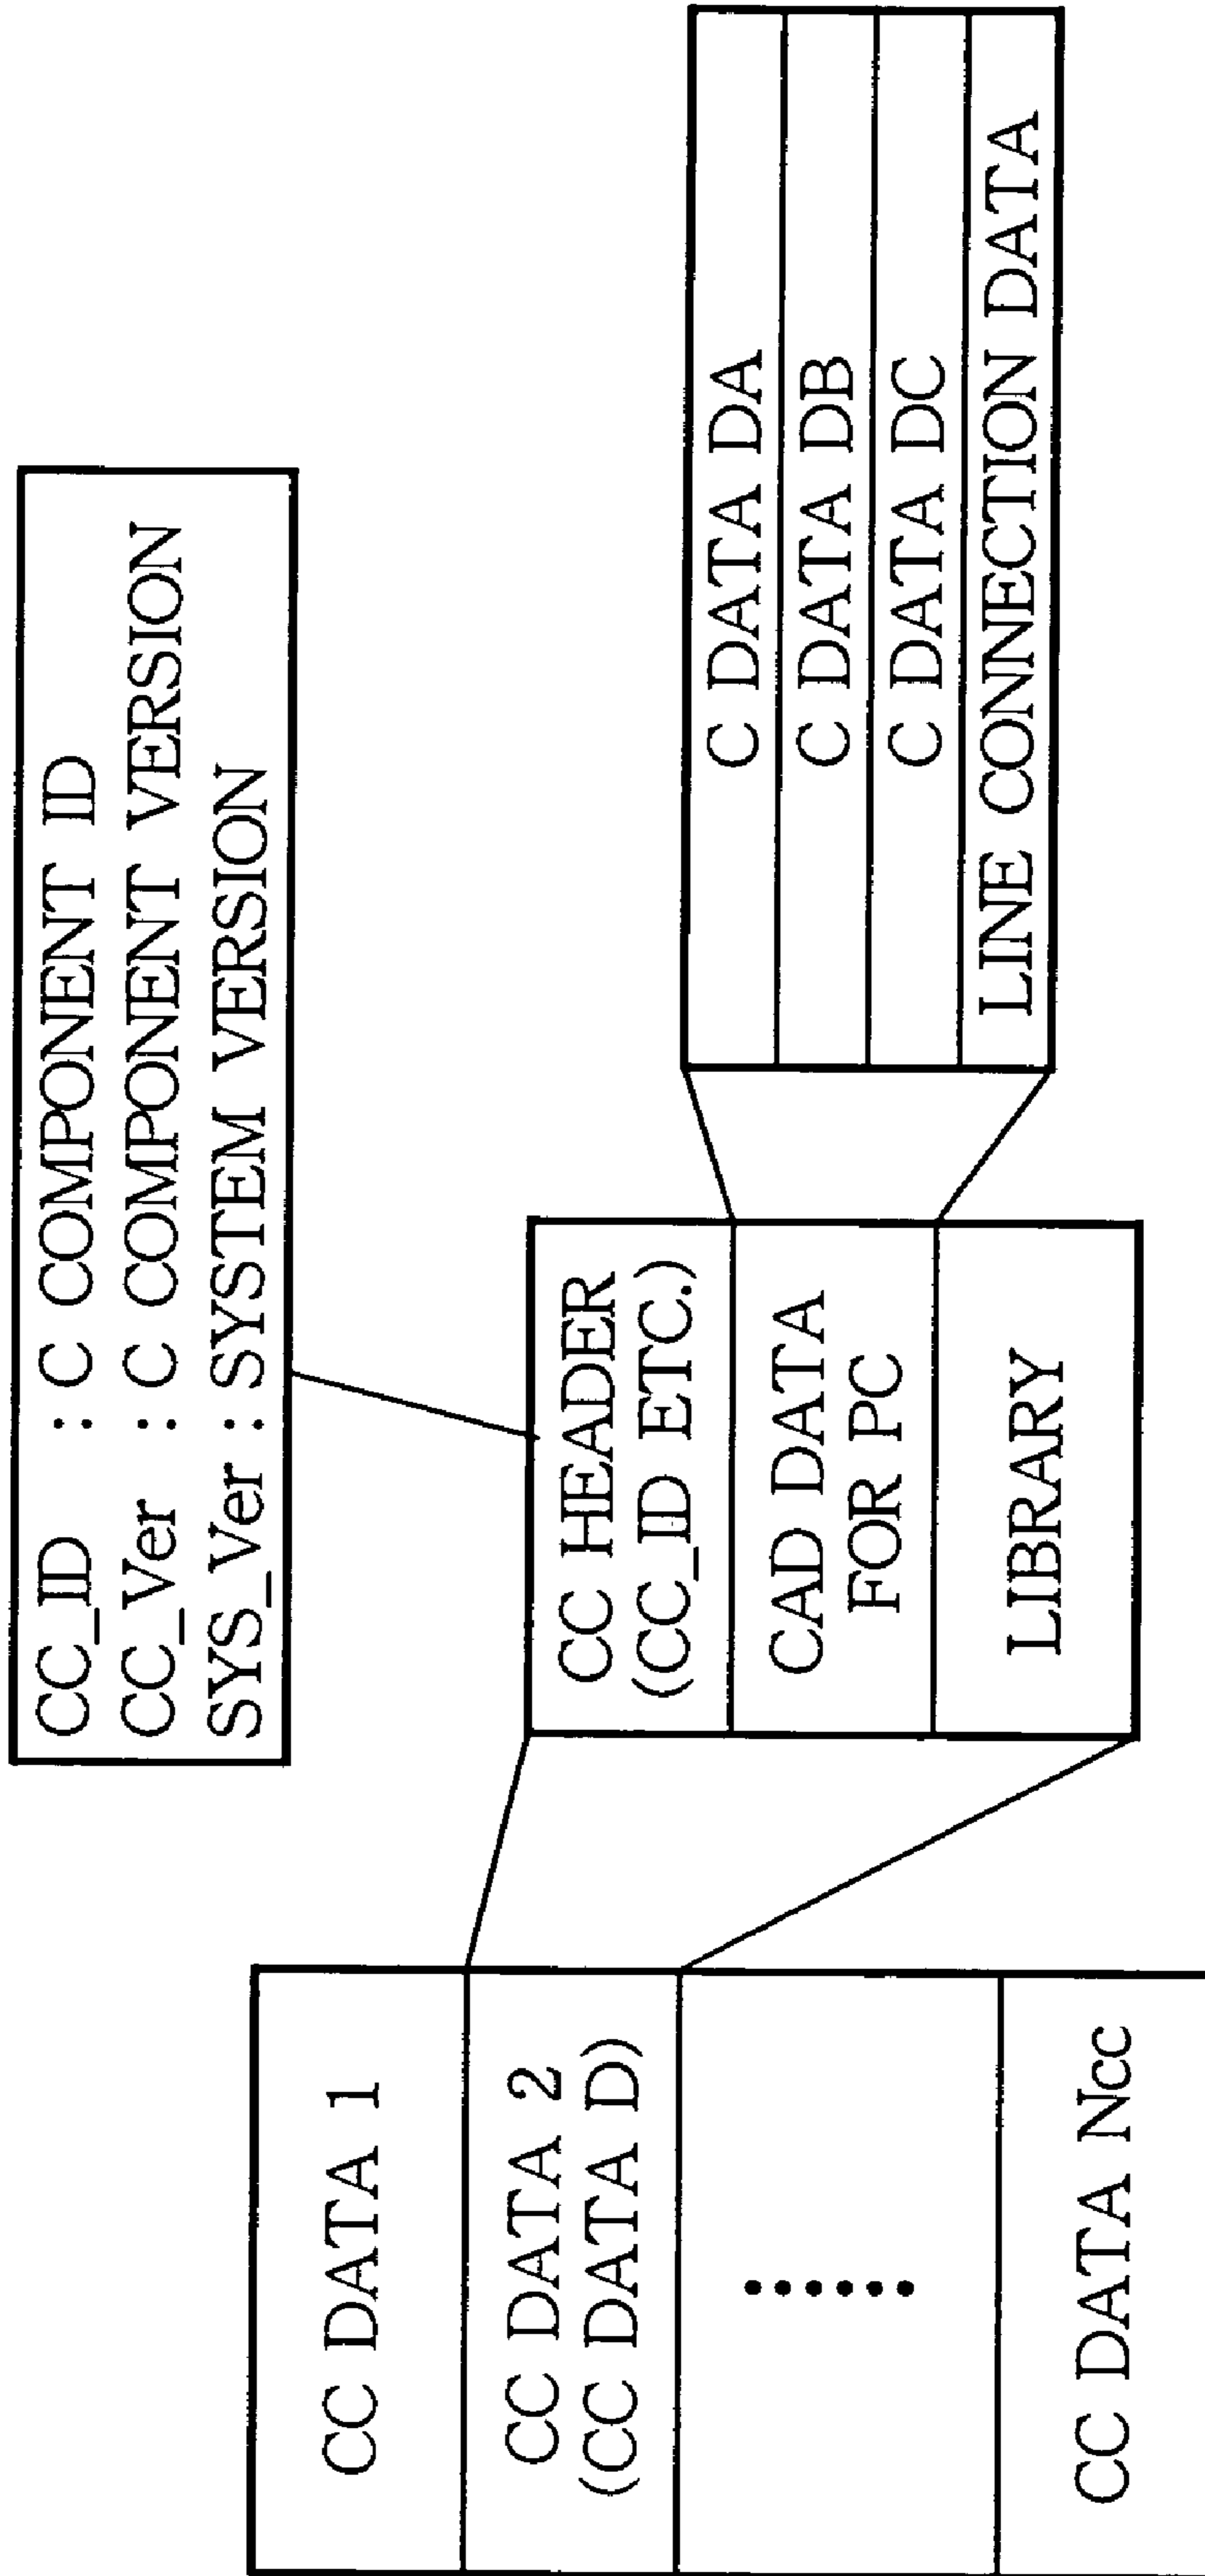 CC_ID : C COMPONENT ID
CC_Ver : C COMPONENT VERSION
SYS_Ver : SYSTEM VERSION
CC DATA 1
CC DATA 2
(CC DATA D)
......
CC DATA Ncc
CC HEADER
(CC_ID ETC.)
CAD DATA
FOR PC
LIBRARY
C DATA DA
C DATA DB
C DATA DC
LINE CONNECTION DATA